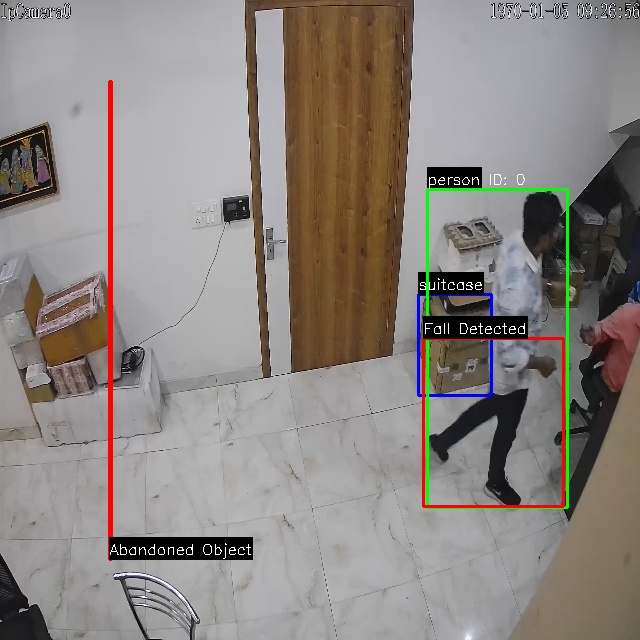 IpCamera0
1970-01-05 09:26:56
person ID: 0
suitcase
Fall Detected
Abandoned Object